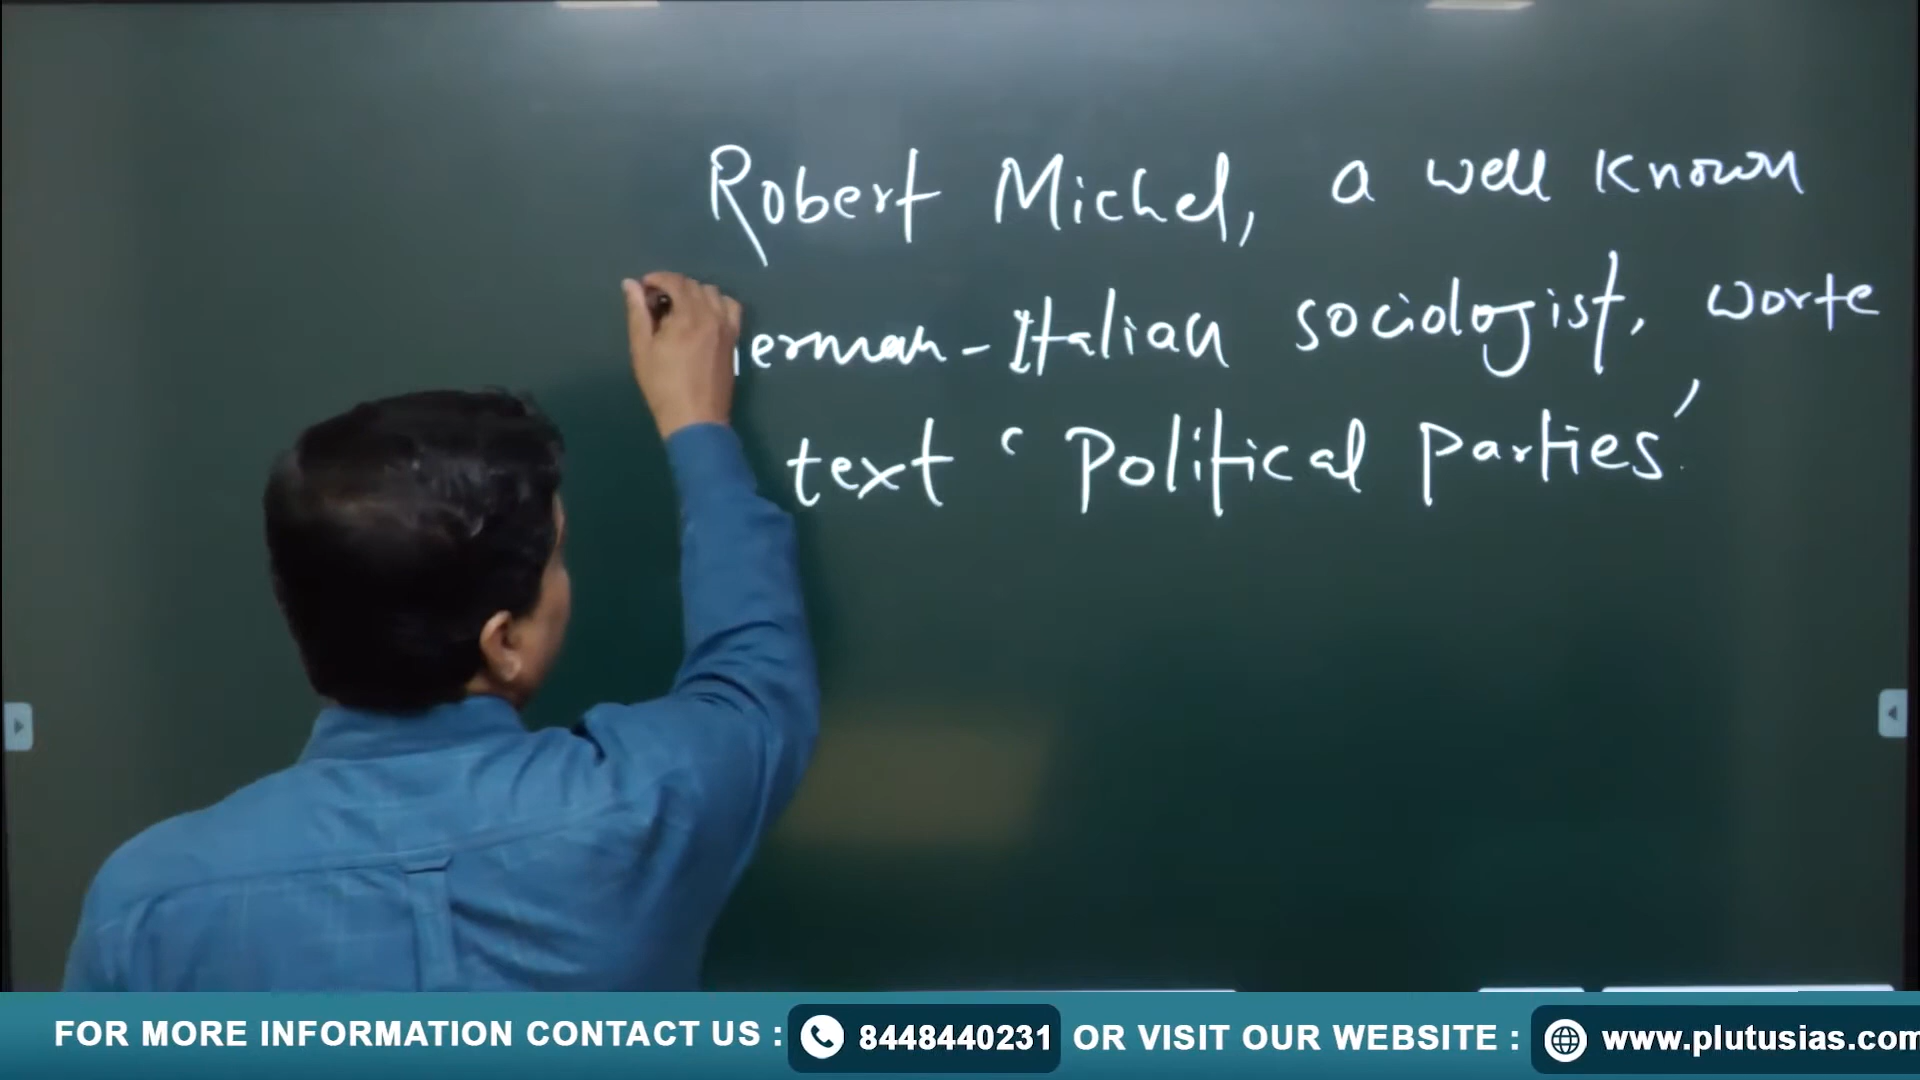 Robert Michel, a well known
erman-Italian sociologist, worte
text 'Political Parties'
FOR MORE INFORMATION CONTACT US : 8448440231 OR VISIT OUR WEBSITE : www.plutusias.com